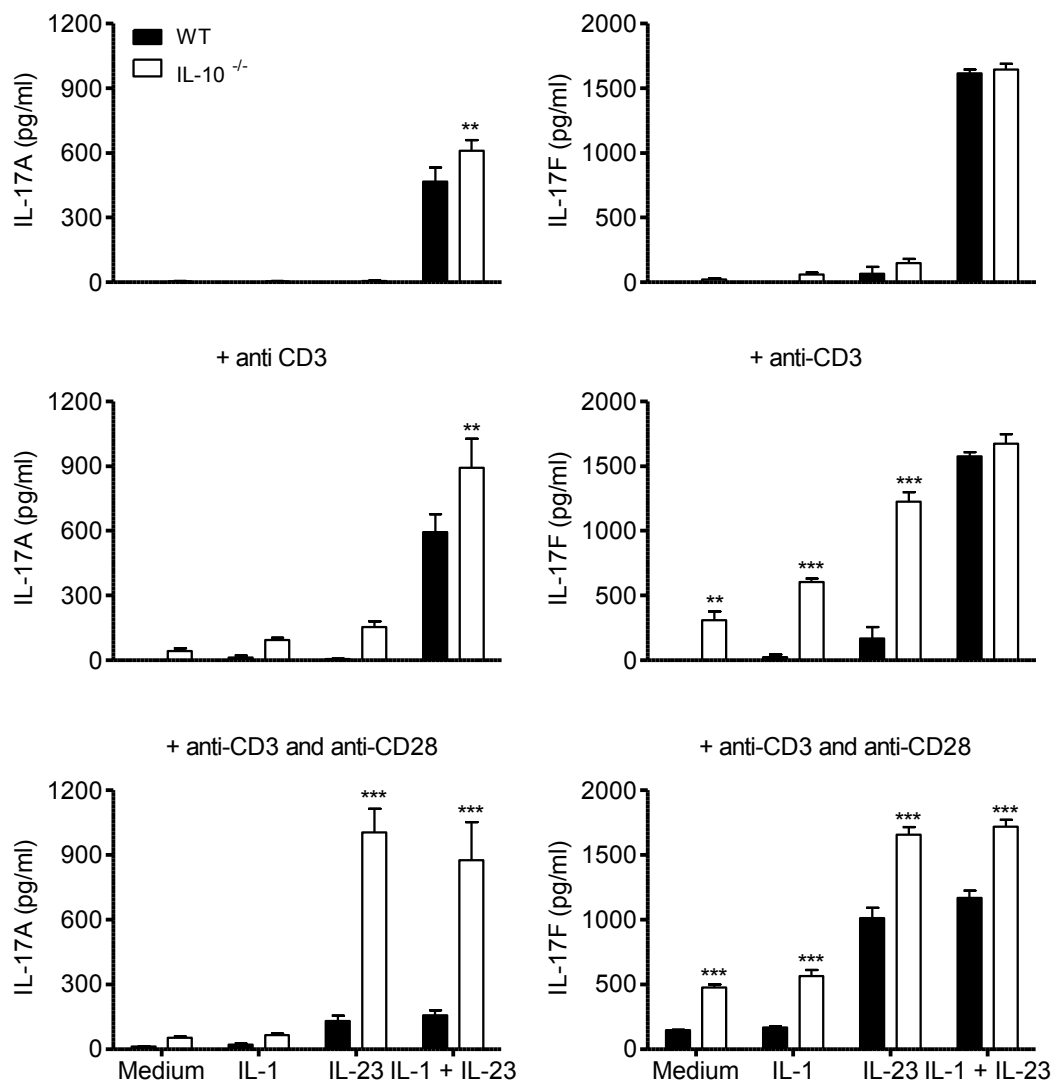 1200
900
600
300
0
IL-17A (pg/ml)
WT
IL-10 -/-
**
2000
1500
1000
500
0
IL-17F (pg/ml)
+ anti CD3
1200
900
600
300
0
IL-17A (pg/ml)
**
+ anti-CD3
2000
1500
1000
500
0
IL-17F (pg/ml)
**
***
***
+ anti-CD3 and anti-CD28
1200
900
600
300
0
IL-17A (pg/ml)
***
***
Medium IL-1 IL-23 IL-1 + IL-23
+ anti-CD3 and anti-CD28
2000
1500
1000
500
0
IL-17F (pg/ml)
***
***
***
***
Medium IL-1 IL-23 IL-1 + IL-23